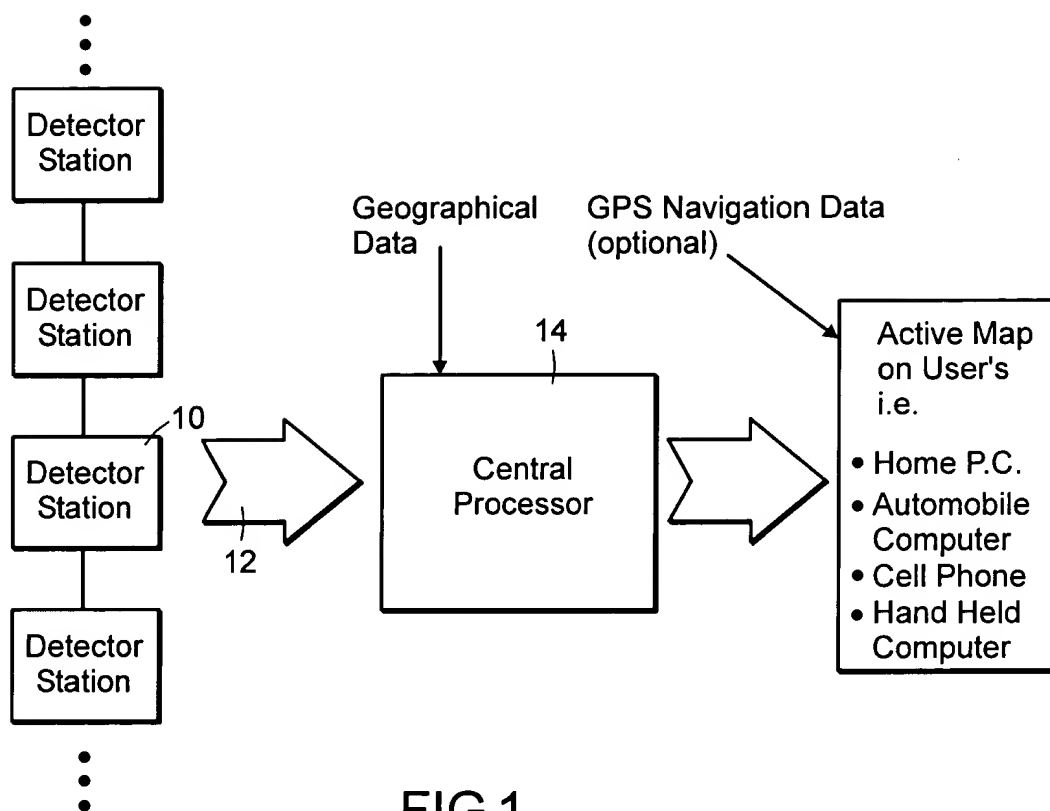 Detector
Station
Detector
Station
10
Detector
Station
12
Detector
Station
Geographical
Data
14
Central
Processor
GPS Navigation Data
(optional)
Active Map
on User's
i.e.
• Home P.C.
• Automobile
Computer
• Cell Phone
• Hand Held
Computer
FIG.1